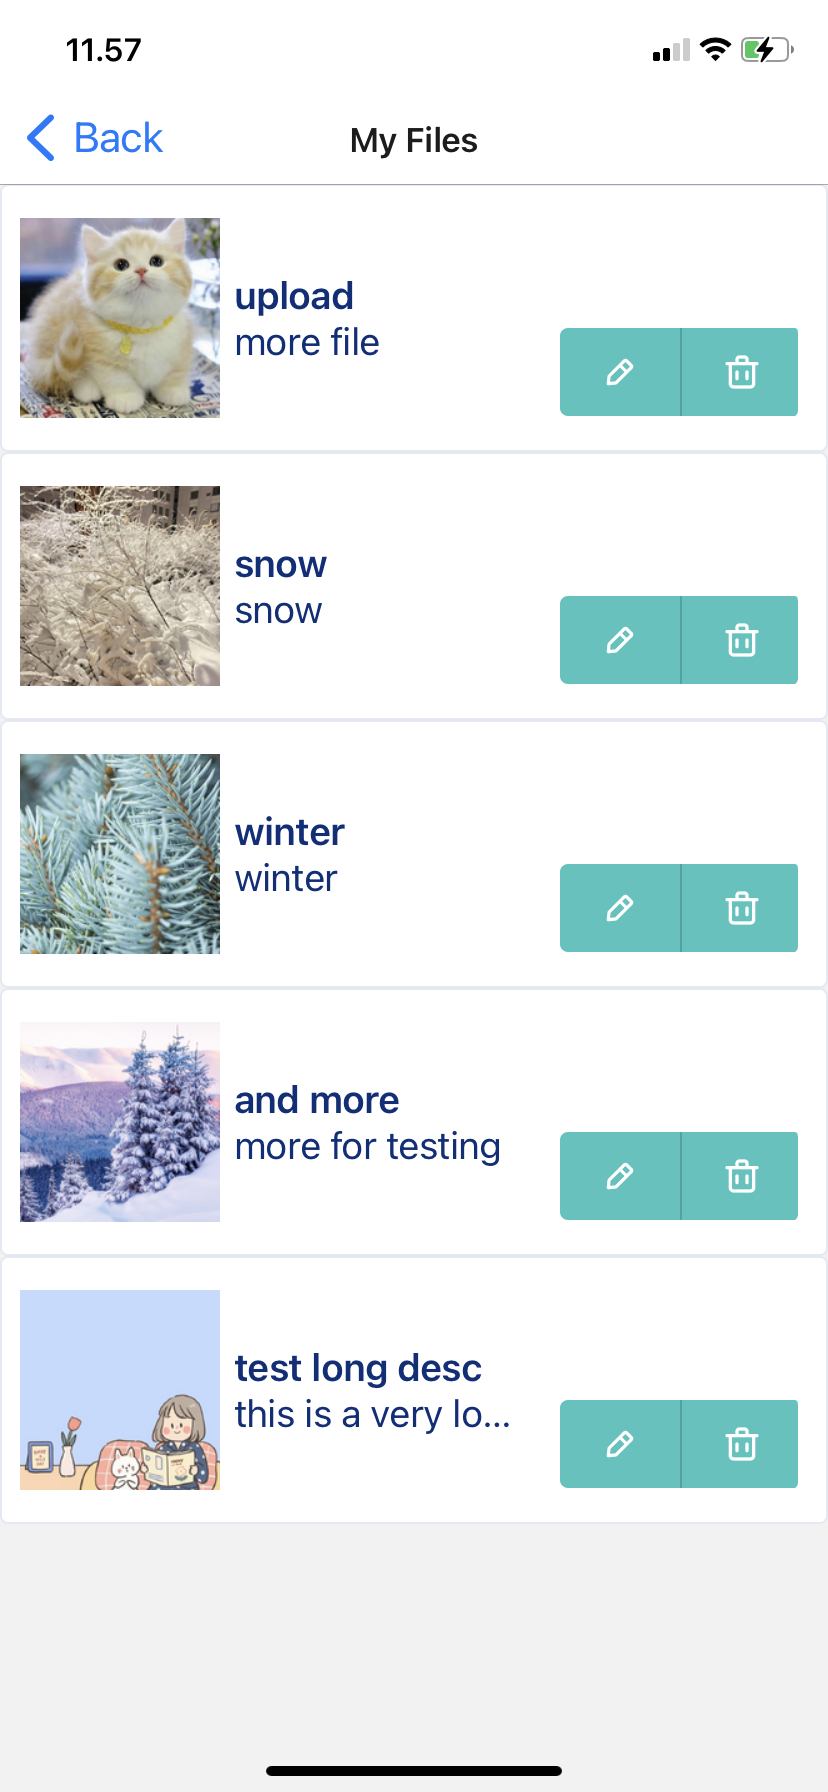 11.57
Back
My Files
upload
more file
snow
snow
winter
winter
and more
more for testing
test long desc
this is a very lo...